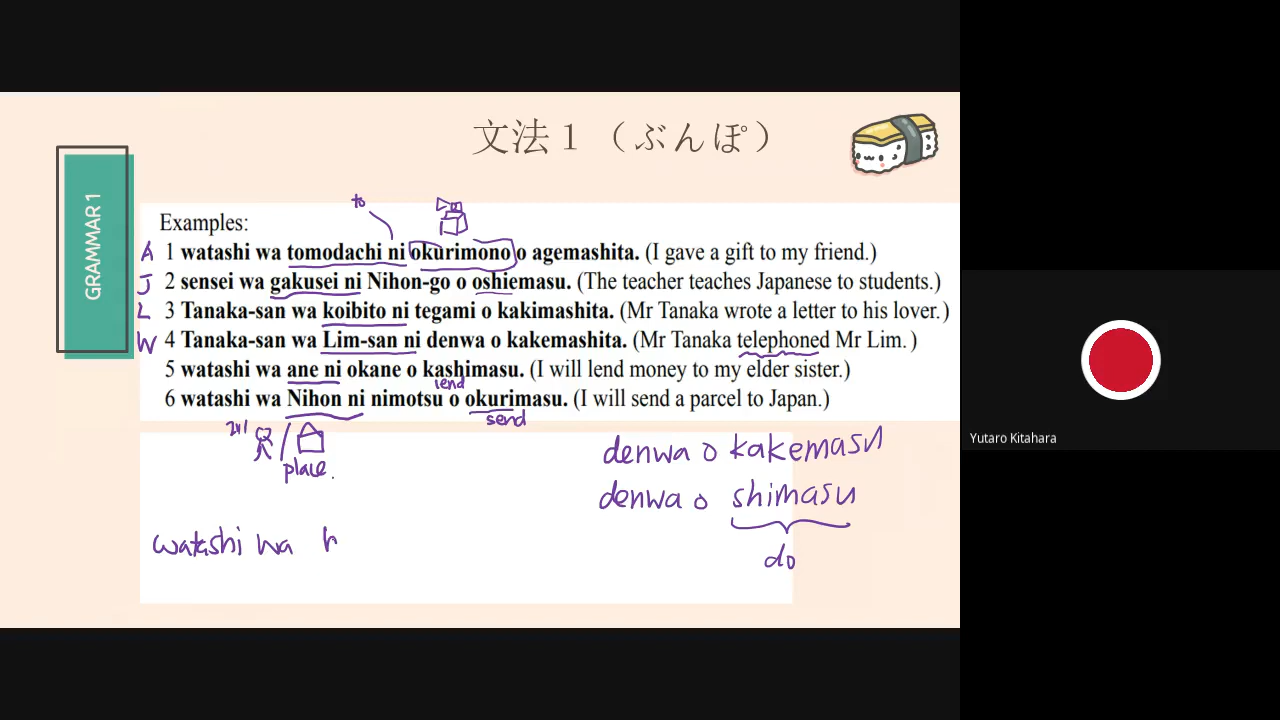 文法１（ぶんぽ）
GRAMMAR 1
to
Examples:
A 1 watashi wa tomodachi ni okurimono o agemashita. (I gave a gift to my friend.)
J 2 sensei wa gakusei ni Nihon-go o oshiemasu. (The teacher teaches Japanese to students.)
L 3 Tanaka-san wa koibito ni tegami o kakimashita. (Mr Tanaka wrote a letter to his lover.)
W 4 Tanaka-san wa Lim-san ni denwa o kakemashita. (Mr Tanaka telephoned Mr Lim. )
5 watashi wa ane ni okane o kashimasu. (I will lend money to my elder sister.)
lend
6 watashi wa Nihon ni nimotsu o okurimasu. (I will send a parcel to Japan.)
send
place.
denwa o kakemasu
denwa o shimasu
do
watashi wa
Yutaro Kitahara